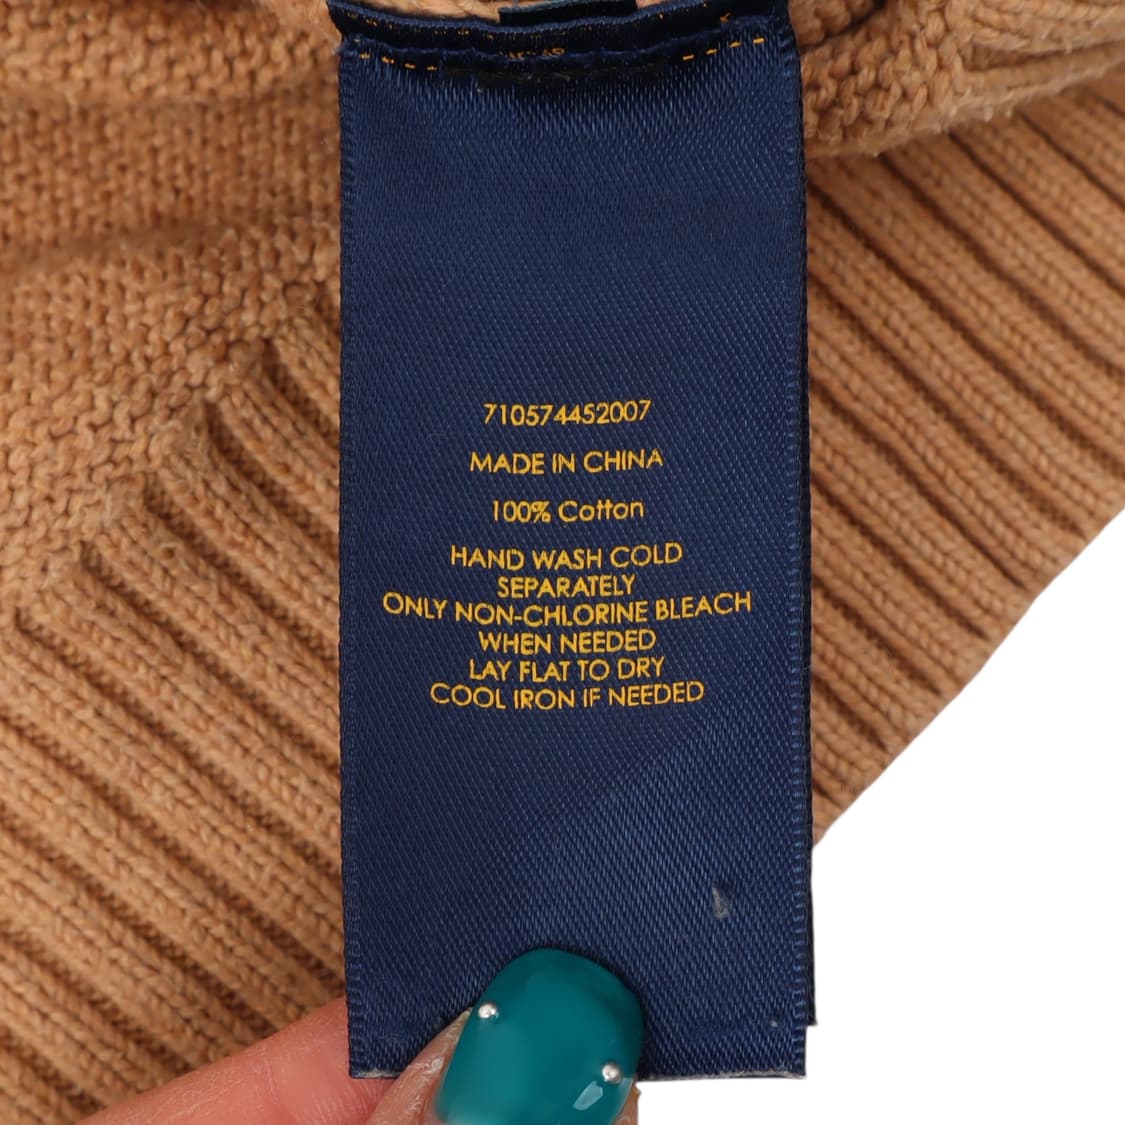 710574452007
MADE IN CHINA
100% Cotton
HAND WASH COLD
SEPARATELY
ONLY NON-CHLORINE BLEACH
WHEN NEEDED
LAY FLAT TO DRY
COOL IRON IF NEEDED